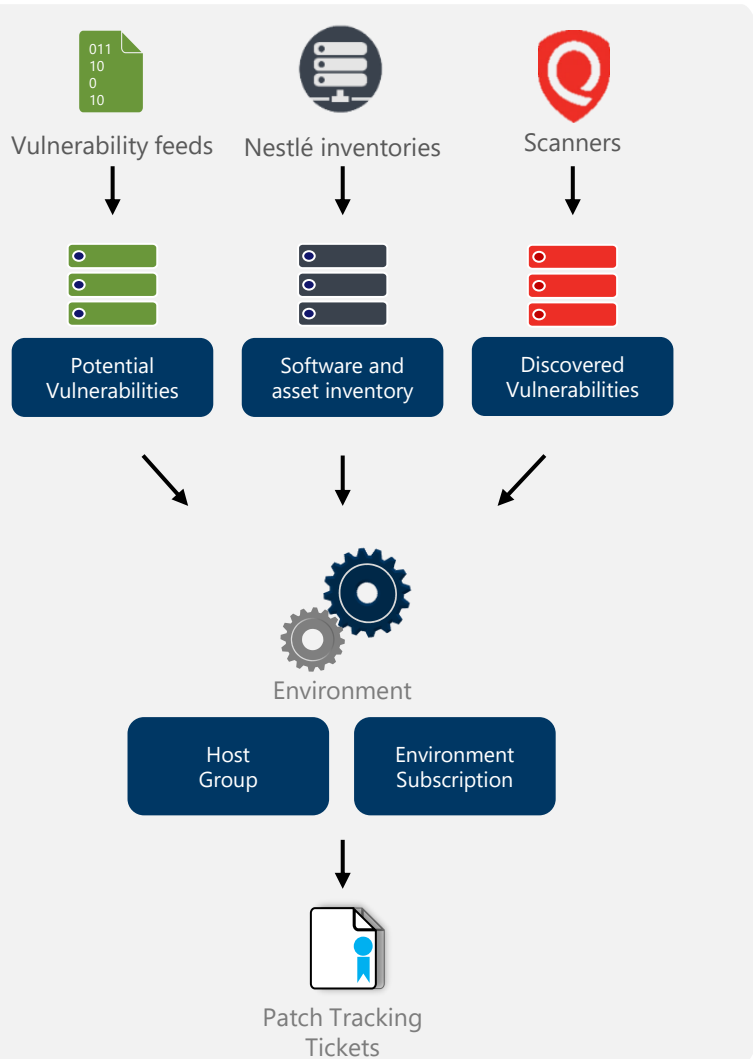 011
10
0
10
Vulnerability feeds
Nestlé inventories
Scanners
Potential
Vulnerabilities
Software and
asset inventory
Discovered
Vulnerabilities
Environment
Host
Group
Environment
Subscription
Patch Tracking
Tickets